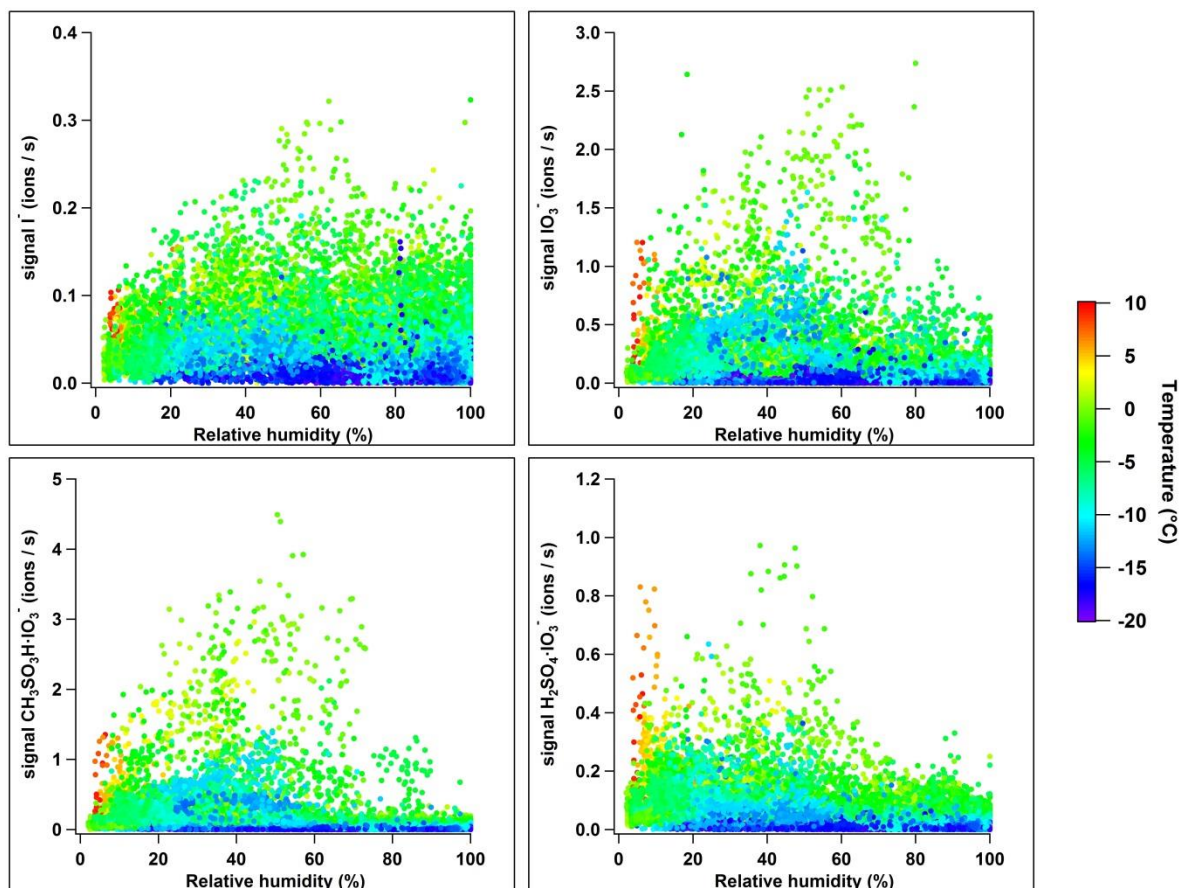 signal I⁻ (ions / s)
0.4
0.3
0.2
0.1
0.0
0 20 40 60 80 100
Relative humidity (%)
signal IO₃⁻ (ions / s)
3.0
2.5
2.0
1.5
1.0
0.5
0.0
0 20 40 60 80 100
Relative humidity (%)
signal CH₃SO₃H·IO₃⁻ (ions / s)
5
4
3
2
1
0
0 20 40 60 80 100
Relative humidity (%)
signal H₂SO₄·IO₃⁻ (ions / s)
1.2
1.0
0.8
0.6
0.4
0.2
0.0
0 20 40 60 80 100
Relative humidity (%)
10
5
0
-5
-10
-15
-20
Temperature (°C)